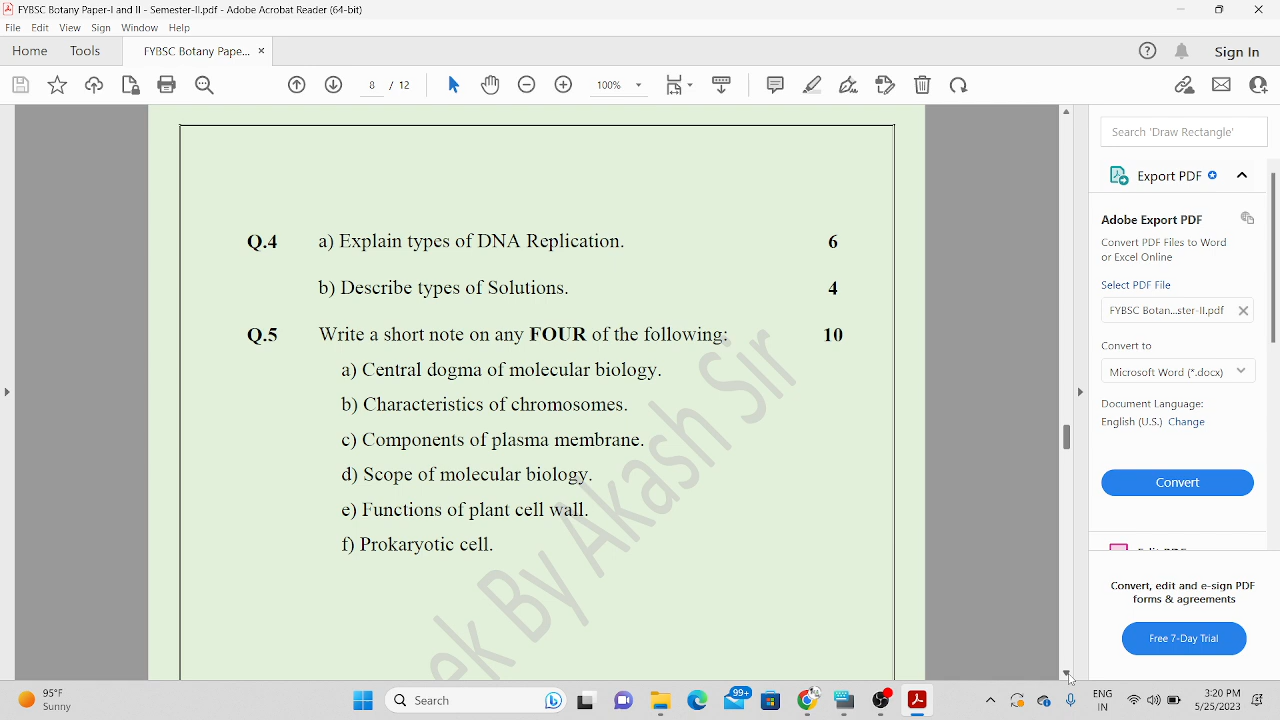 FYBSC Botany Paper-I and II - Semester-II.pdf - Adobe Acrobat Reader (64-bit)
File Edit View Sign Window Help
Home Tools FYBSC Botany Pape... × Sign In
8 / 12 100%
Q.4 a) Explain types of DNA Replication. 6
b) Describe types of Solutions. 4
Q.5 Write a short note on any FOUR of the following: 10
a) Central dogma of molecular biology.
b) Characteristics of chromosomes.
c) Components of plasma membrane.
d) Scope of molecular biology.
e) Functions of plant cell wall.
f) Prokaryotic cell.
By Akash Sir
Search 'Draw Rectangle'
Export PDF
Adobe Export PDF
Convert PDF Files to Word
or Excel Online
Select PDF File
FYBSC Botan...ster-II.pdf
Convert to
Microsoft Word (*.docx)
Document Language:
English (U.S.) Change
Convert
Convert, edit and e-sign PDF
forms & agreements
Free 7-Day Trial
95°F
Sunny
Search
99+
ENG
IN
3:20 PM
5/25/2023